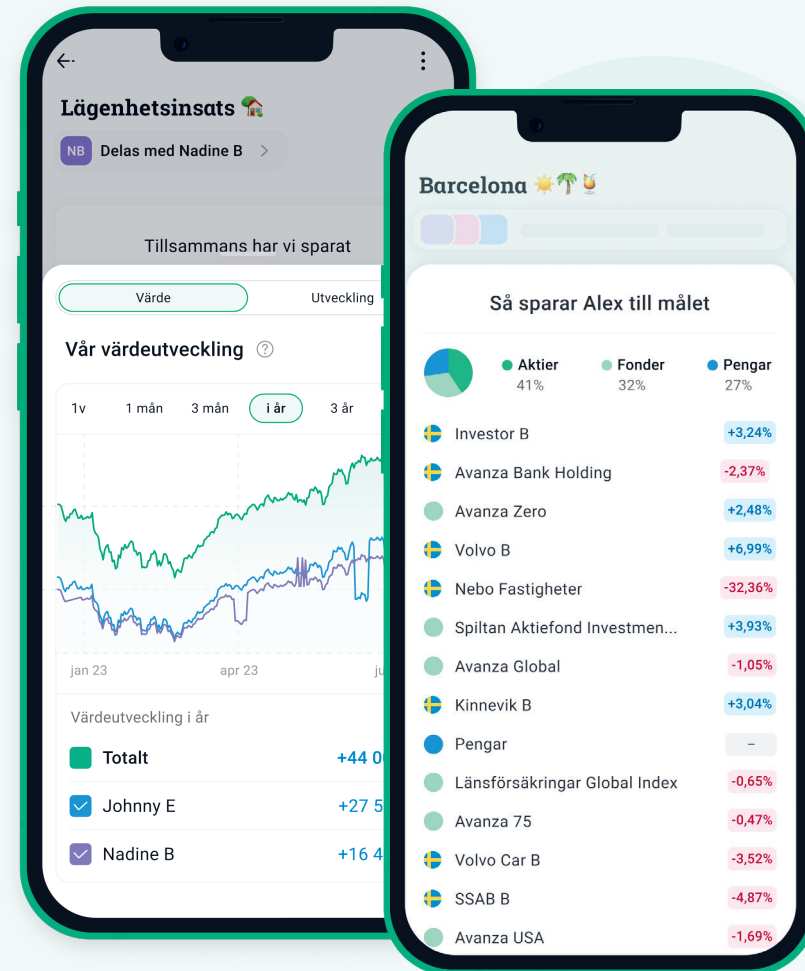 Lägenhetsinsats
NB Delas med Nadine B
Tillsammans har vi sparat
Värde Utveckling
Vår värdeutveckling ?
1v 1 mån 3 mån i år 3 år
jan 23 apr 23
Värdeutveckling i år
Totalt
Johnny E
Nadine B
Barcelona
Så sparar Alex till målet
Aktier Fonder Pengar
41% 32% 27%
Investor B +3,24%
Avanza Bank Holding -2,37%
Avanza Zero +2,48%
Volvo B +6,99%
Nebo Fastigheter -32,36%
Spiltan Aktiefond Investmen... +3,93%
Avanza Global -1,05%
Kinnevik B +3,04%
Pengar –
Länsförsäkringar Global Index -0,65%
Avanza 75 -0,47%
Volvo Car B -3,52%
SSAB B -4,87%
Avanza USA -1,69%